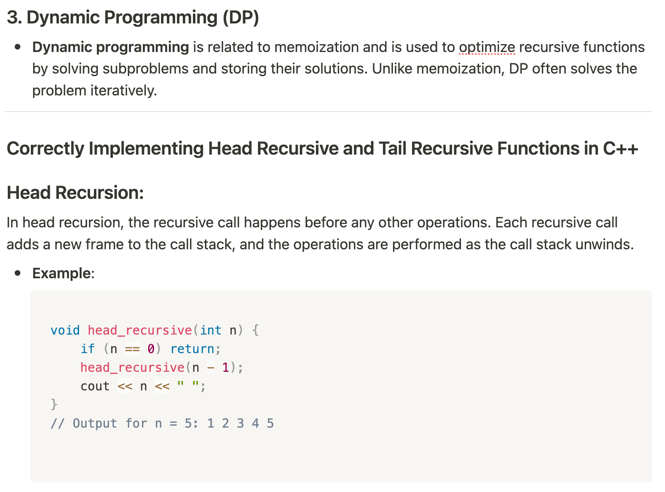 3. Dynamic Programming (DP)
• Dynamic programming is related to memoization and is used to optimize recursive functions
by solving subproblems and storing their solutions. Unlike memoization, DP often solves the
problem iteratively.
Correctly Implementing Head Recursive and Tail Recursive Functions in C++
Head Recursion:
In head recursion, the recursive call happens before any other operations. Each recursive call
adds a new frame to the call stack, and the operations are performed as the call stack unwinds.
• Example:
void head_recursive(int n) {
    if (n == 0) return;
    head_recursive(n - 1);
    cout << n << " ";
}
// Output for n = 5: 1 2 3 4 5